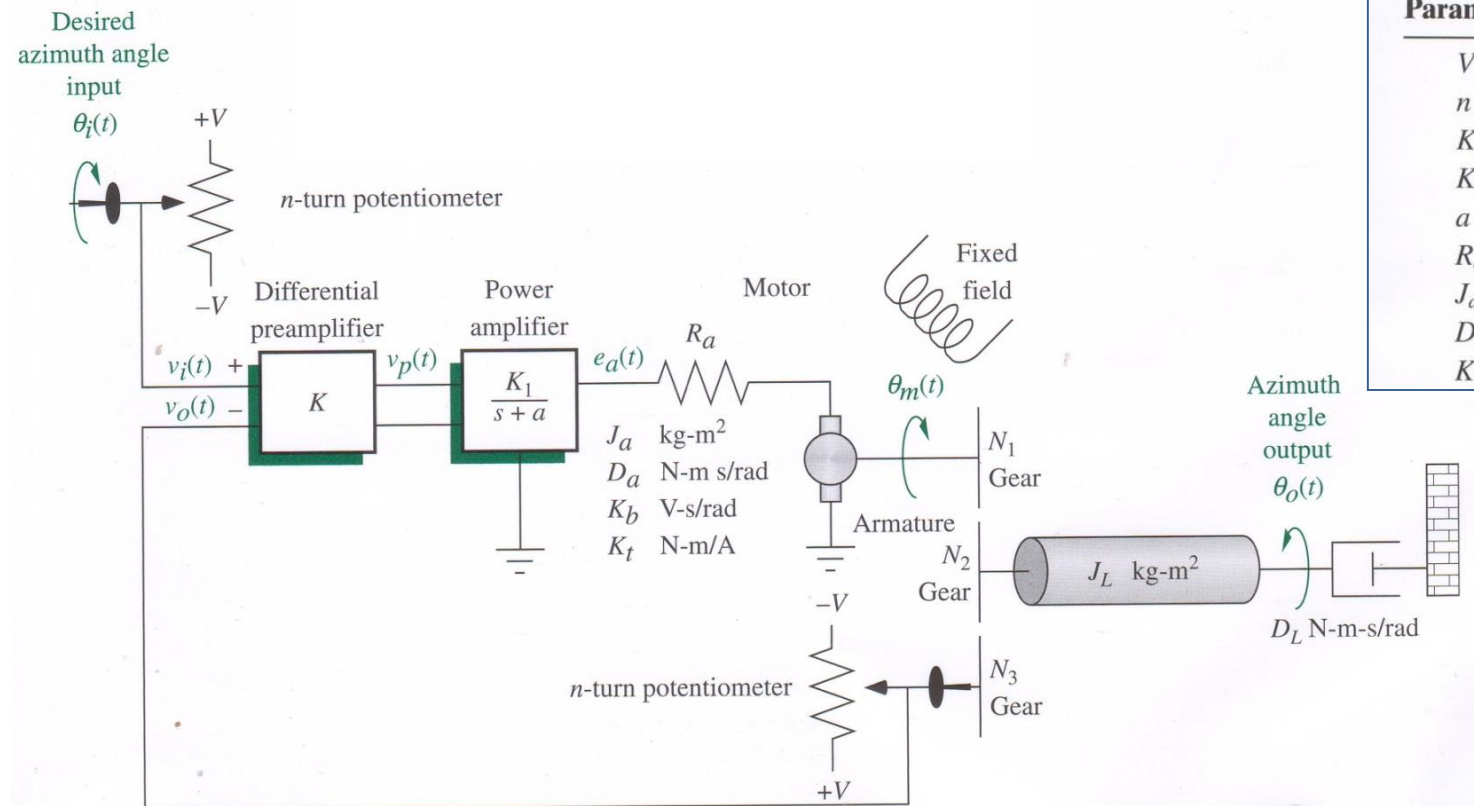 Desired
azimuth angle
input
θi(t)
+V
n-turn potentiometer
−V
Differential
preamplifier
Power
amplifier
Motor
Fixed
field
vi(t) +
vo(t) −
K
vp(t)
K1
s + a
ea(t)
Ra
Ja kg-m²
Da N-m s/rad
Kb V-s/rad
Kt N-m/A
θm(t)
N1
Gear
Armature
N2
Gear
JL kg-m²
Azimuth
angle
output
θo(t)
DL N-m-s/rad
−V
n-turn potentiometer
N3
Gear
+V
V
n
K
K
a